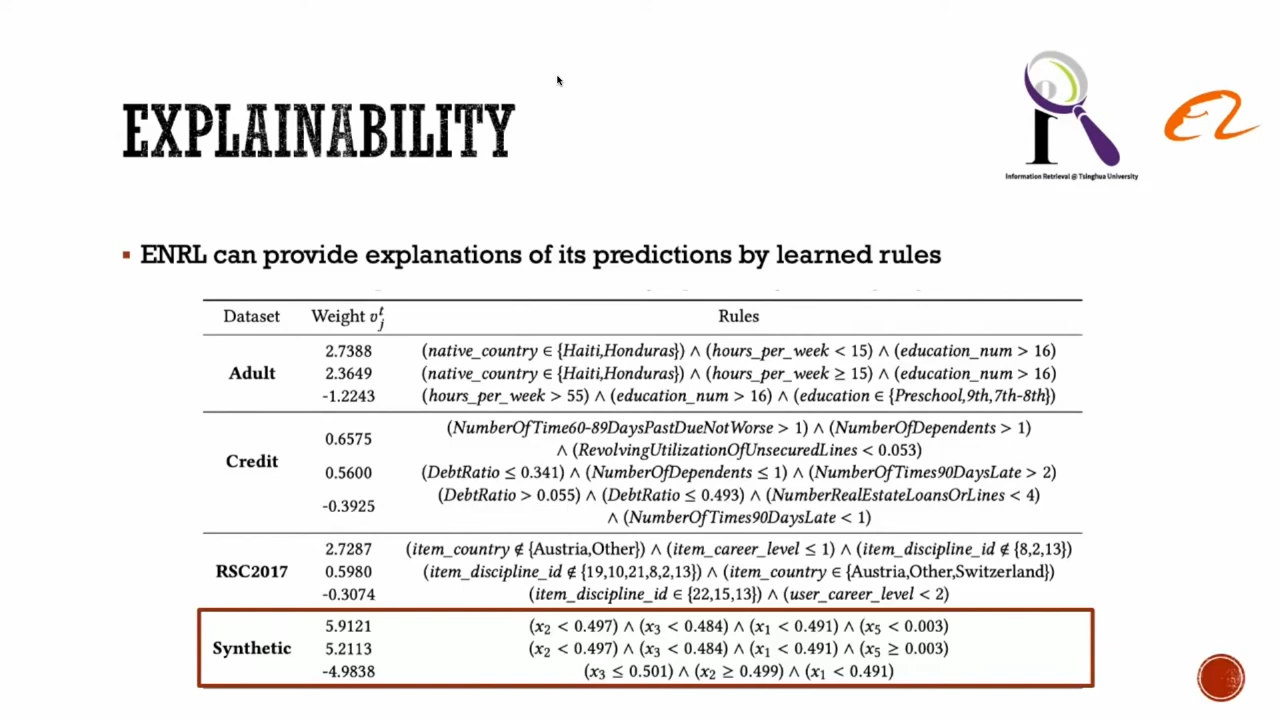 EXPLAINABILITY
Information Retrieval @ Tsinghua University
▪ ENRL can provide explanations of its predictions by learned rules
Dataset Weight v_j^t Rules
Adult
2.7388 (native_country ∈ {Haiti,Honduras}) ∧ (hours_per_week < 15) ∧ (education_num > 16)
2.3649 (native_country ∈ {Haiti,Honduras}) ∧ (hours_per_week ≥ 15) ∧ (education_num > 16)
-1.2243 (hours_per_week > 55) ∧ (education_num > 16) ∧ (education ∈ {Preschool,9th,7th-8th})
Credit
0.6575 (NumberOfTime60-89DaysPastDueNotWorse > 1) ∧ (NumberOfDependents > 1)
∧ (RevolvingUtilizationOfUnsecuredLines < 0.053)
0.5600 (DebtRatio ≤ 0.341) ∧ (NumberOfDependents ≤ 1) ∧ (NumberOfTimes90DaysLate > 2)
-0.3925 (DebtRatio > 0.055) ∧ (DebtRatio ≤ 0.493) ∧ (NumberRealEstateLoansOrLines < 4)
∧ (NumberOfTimes90DaysLate < 1)
RSC2017
2.7287 (item_country ∉ {Austria,Other}) ∧ (item_career_level ≤ 1) ∧ (item_discipline_id ∉ {8,2,13})
0.5980 (item_discipline_id ∉ {19,10,21,8,2,13}) ∧ (item_country ∈ {Austria,Other,Switzerland})
-0.3074 (item_discipline_id ∈ {22,15,13}) ∧ (user_career_level < 2)
Synthetic
5.9121 (x₂ < 0.497) ∧ (x₃ < 0.484) ∧ (x₁ < 0.491) ∧ (x₅ < 0.003)
5.2113 (x₂ < 0.497) ∧ (x₃ < 0.484) ∧ (x₁ < 0.491) ∧ (x₅ ≥ 0.003)
-4.9838 (x₃ ≤ 0.501) ∧ (x₂ ≥ 0.499) ∧ (x₁ < 0.491)